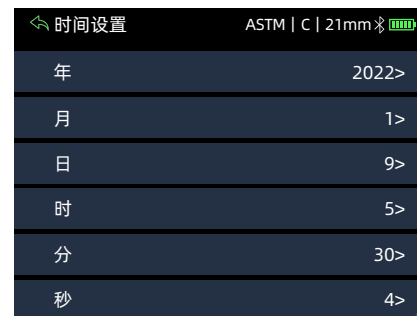 时间设置 ASTM | C | 21mm
年 2022>
月 1>
日 9>
时 5>
分 30>
秒 4>